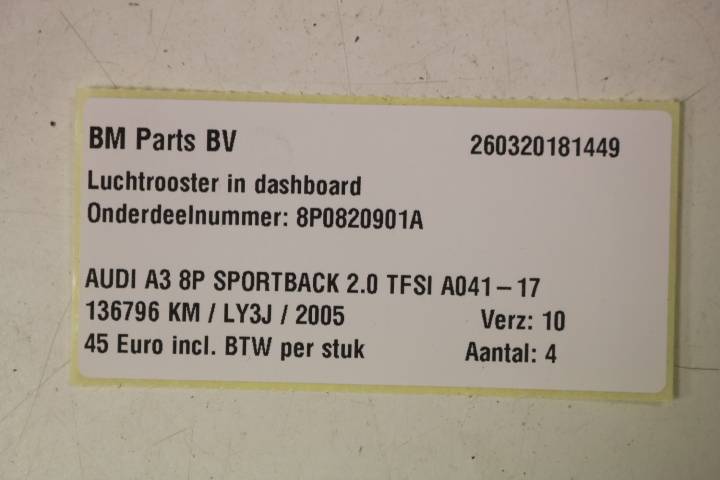 BM Parts BV 260320181449
Luchtrooster in dashboard
Onderdeelnummer: 8P0820901A
AUDI A3 8P SPORTBACK 2.0 TFSI A041-17
136796 KM / LY3J / 2005 Verz: 10
45 Euro incl. BTW per stuk Aantal: 4